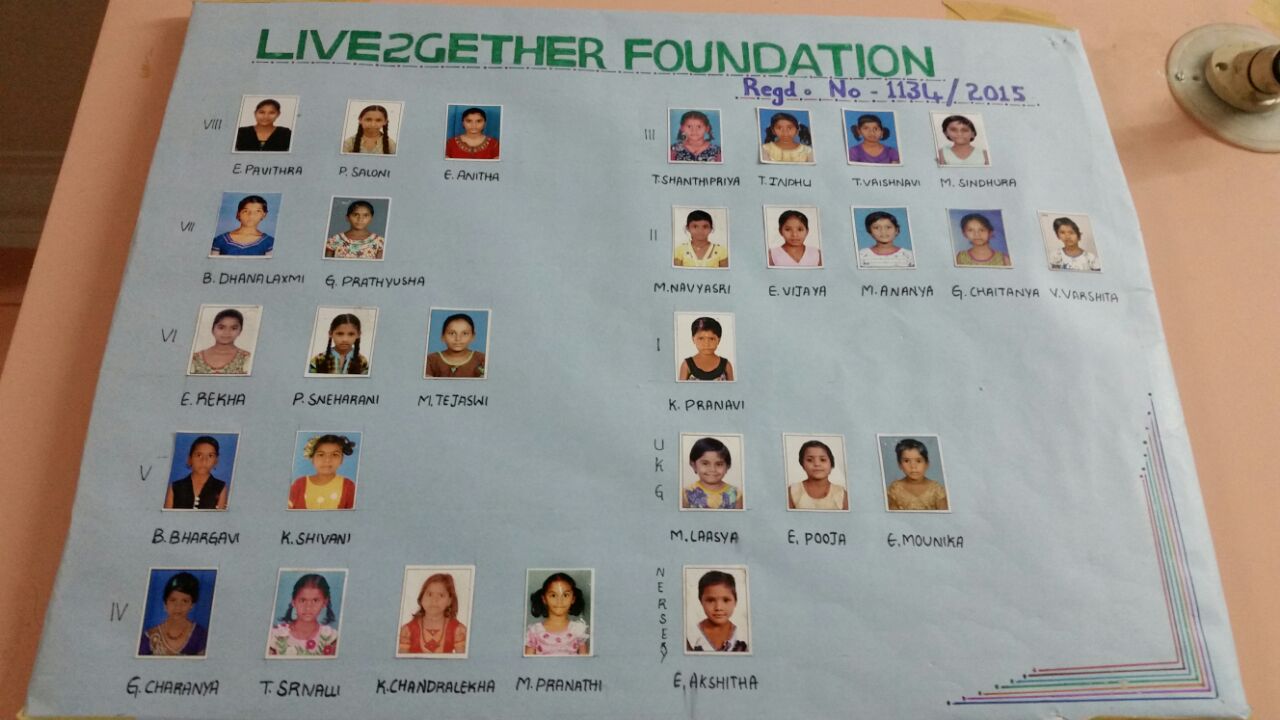 LIVE2GETHER FOUNDATION
Regd. No - 1134/2015
VIII
E. PAVITHRA P. SALONI E. ANITHA
VII
B. DHANALAXMI G. PRATHYUSHA
VI
E. REKHA P. SNEHARANI M. TEJASWI
V
B. BHARGAVI K. SHIVANI
IV
G. CHARANYA T. SRIVALLI K. CHANDRALEKHA M. PRANATHI
III
T. SHANTHIPRIYA T. INDHU T. VAISHNAVI M. SINDHURA
II
M. NAVYASRI E. VIJAYA M. ANANYA G. CHAITANYA V. VARSHITA
I
K. PRANAVI
UKG
M. LAASYA E. POOJA E. MOUNIKA
NERSERY
E. AKSHITHA